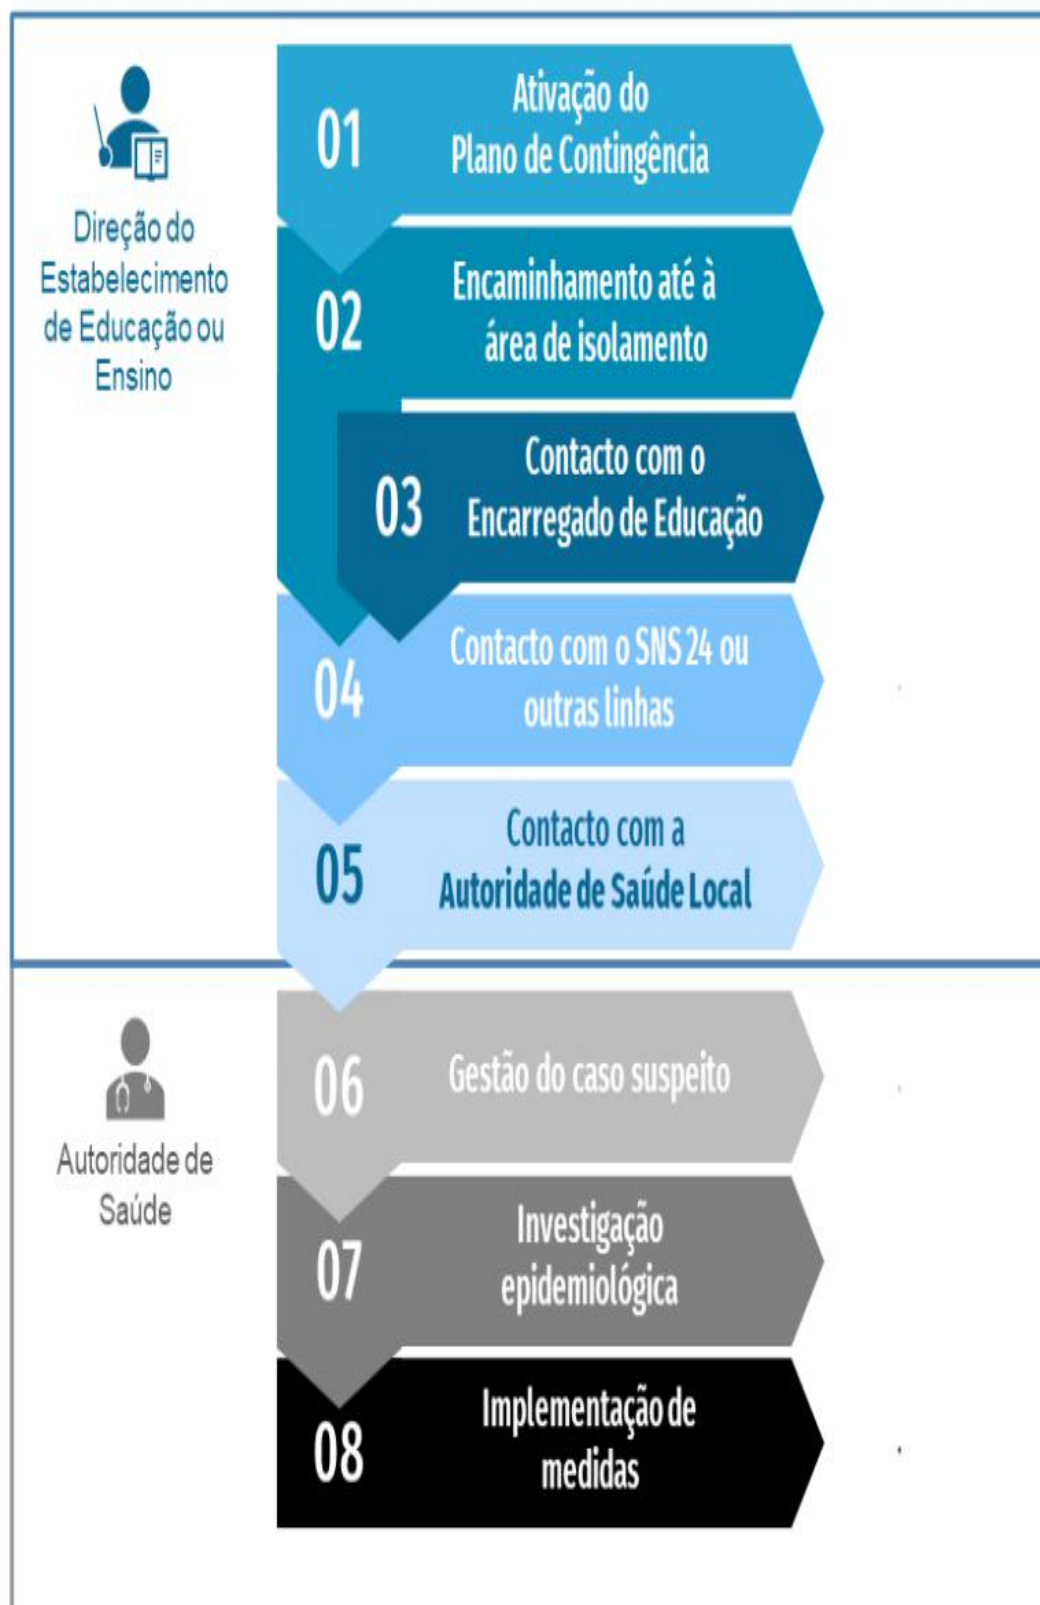 Direção do
Estabelecimento
de Educação ou
Ensino
01
Ativação do
Plano de Contingência
02
Encaminhamento até à
área de isolamento
03
Contacto com o
Encarregado de Educação
04
Contacto com o SNS 24 ou
outras linhas
05
Contacto com a
Autoridade de Saúde Local
Autoridade de
Saúde
06
Gestão do caso suspeito
07
Investigação
epidemiológica
08
Implementação de
medidas